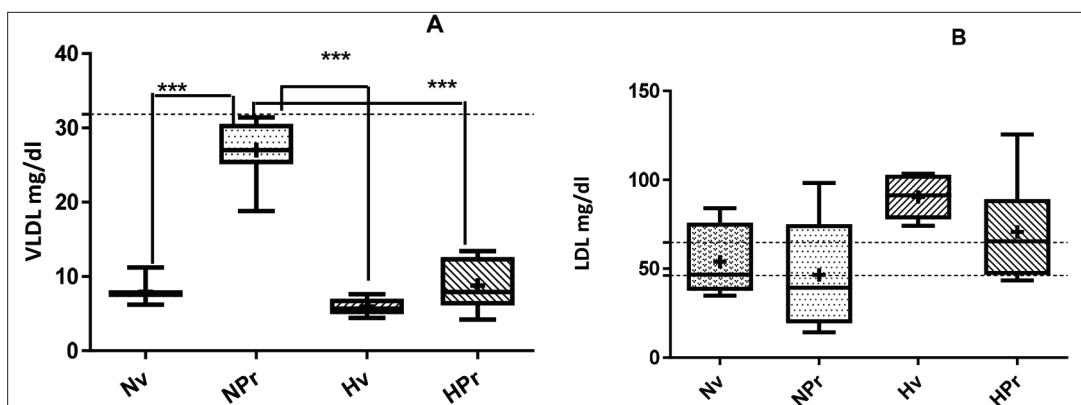 A
VLDL mg/dl
40
30
20
10
0
***
***
***
Nv
NPr
Hv
HPr
B
LDL mg/dl
150
100
50
0
Nv
NPr
Hv
HPr